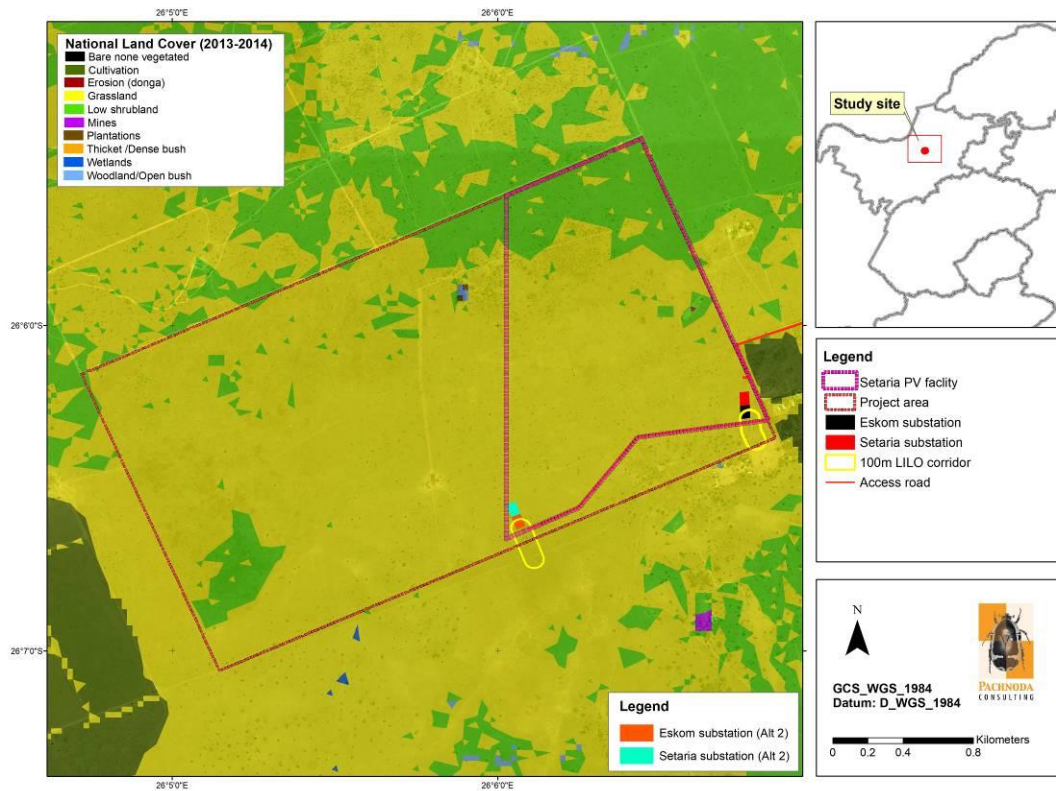 26°5'0"E
26°6'0"E
National Land Cover (2013-2014)
Bare none vegetated
Cultivation
Erosion (donga)
Grassland
Low shrubland
Mines
Plantations
Thicket /Dense bush
Wetlands
Woodland/Open bush
Study site
26°6'0"S
26°7'0"S
Legend
Setaria PV faclity
Project area
Eskom substation
Setaria substation
100m LILO corridor
Access road
N
GCS_WGS_1984
Datum: D_WGS_1984
PACHNODA
CONSULTING
Kilometers
0 0.2 0.4 0.8
Legend
Eskom substation (Alt 2)
Setaria substation (Alt 2)
26°5'0"E
26°6'0"E